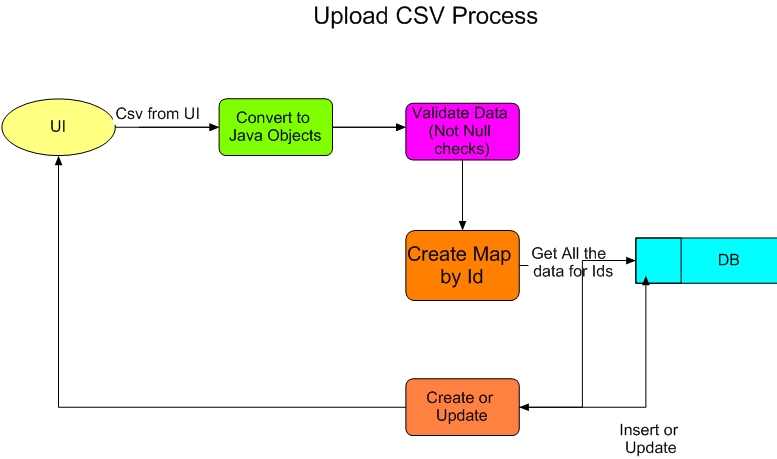 Upload CSV Process
UI
Csv from UI
Convert to
Java Objects
Validate Data
(Not Null
checks)
Create Map
by Id
Get All the
data for Ids
DB
Create or
Update
Insert or
Update